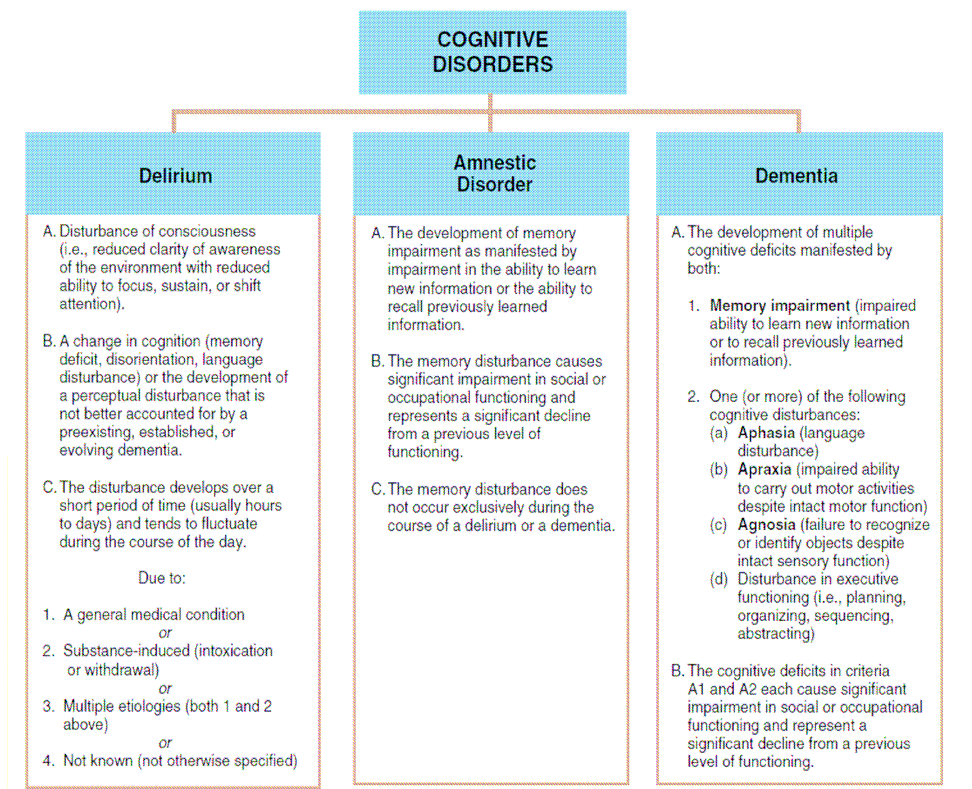 COGNITIVE
DISORDERS
Delirium
A. Disturbance of consciousness
(i.e., reduced clarity of awareness
of the environment with reduced
ability to focus, sustain, or shift
attention).
B. A change in cognition (memory
deficit, disorientation, language
disturbance) or the development of
a perceptual disturbance that is
not better accounted for by a
preexisting, established, or
evolving dementia.
C. The disturbance develops over a
short period of time (usually hours
to days) and tends to fluctuate
during the course of the day.
Due to:
1. A general medical condition
or
2. Substance-induced (intoxication
or withdrawal)
or
3. Multiple etiologies (both 1 and 2
above)
or
4. Not known (not otherwise specified)
Amnestic
Disorder
A. The development of memory
impairment as manifested by
impairment in the ability to learn
new information or the ability to
recall previously learned
information.
B. The memory disturbance causes
significant impairment in social or
occupational functioning and
represents a significant decline
from a previous level of
functioning.
C. The memory disturbance does
not occur exclusively during the
course of a delirium or a dementia.
Dementia
A. The development of multiple
cognitive deficits manifested by
both:
1. Memory impairment (impaired
ability to learn new information
or to recall previously learned
information).
2. One (or more) of the following
cognitive disturbances:
(a) Aphasia (language
disturbance)
(b) Apraxia (impaired ability
to carry out motor activities
despite intact motor function)
(c) Agnosia (failure to recognize
or identify objects despite
intact sensory function)
(d) Disturbance in executive
functioning (i.e., planning,
organizing, sequencing,
abstracting)
B. The cognitive deficits in criteria
A1 and A2 each cause significant
impairment in social or occupational
functioning and represent a
significant decline from a previous
level of functioning.